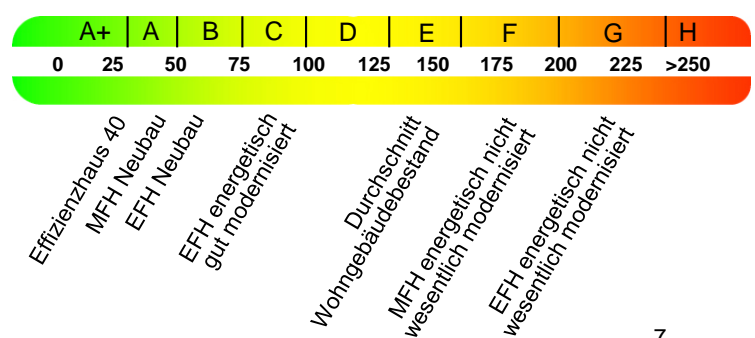 A+ A B C D E F G H
0 25 50 75 100 125 150 175 200 225 >250
Effizienzhaus 40
MFH Neubau
EFH Neubau
EFH energetisch
gut modernisiert
Durchschnitt
Wohngebäudebestand
MFH energetisch nicht
wesentlich modernisiert
EFH energetisch nicht
wesentlich modernisiert
7